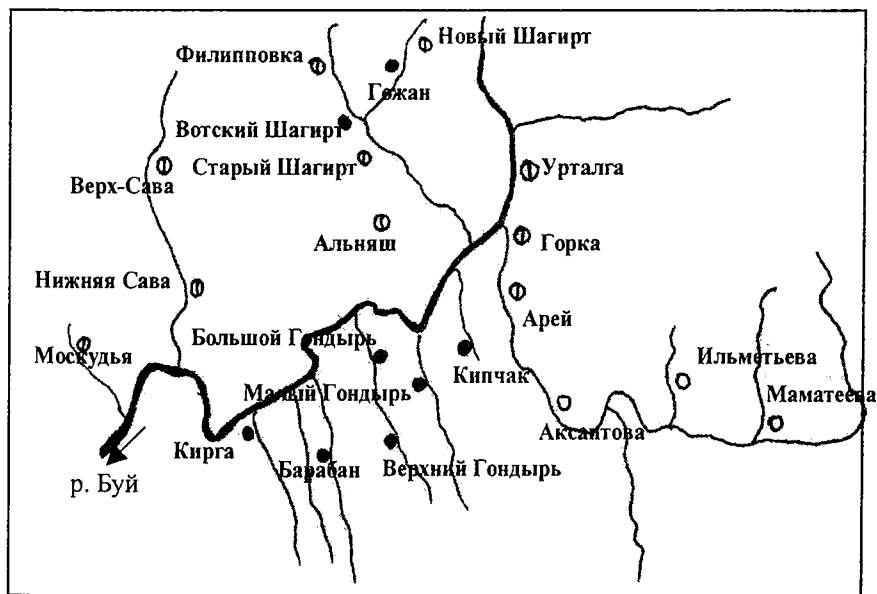 Новый Шагирт
Филипповка
Гожан
Вотский Шагирт
Старый Шагирт
Верх-Сава
Урталга
Альняш
Горка
Нижняя Сава
Арей
Москудья
Большой Гондырь
Кипчак
Ильметьева
Малый Гондырь
Маматеева
Аксаитова
Кирга
Барабан
Верхний Гондырь
р. Буй